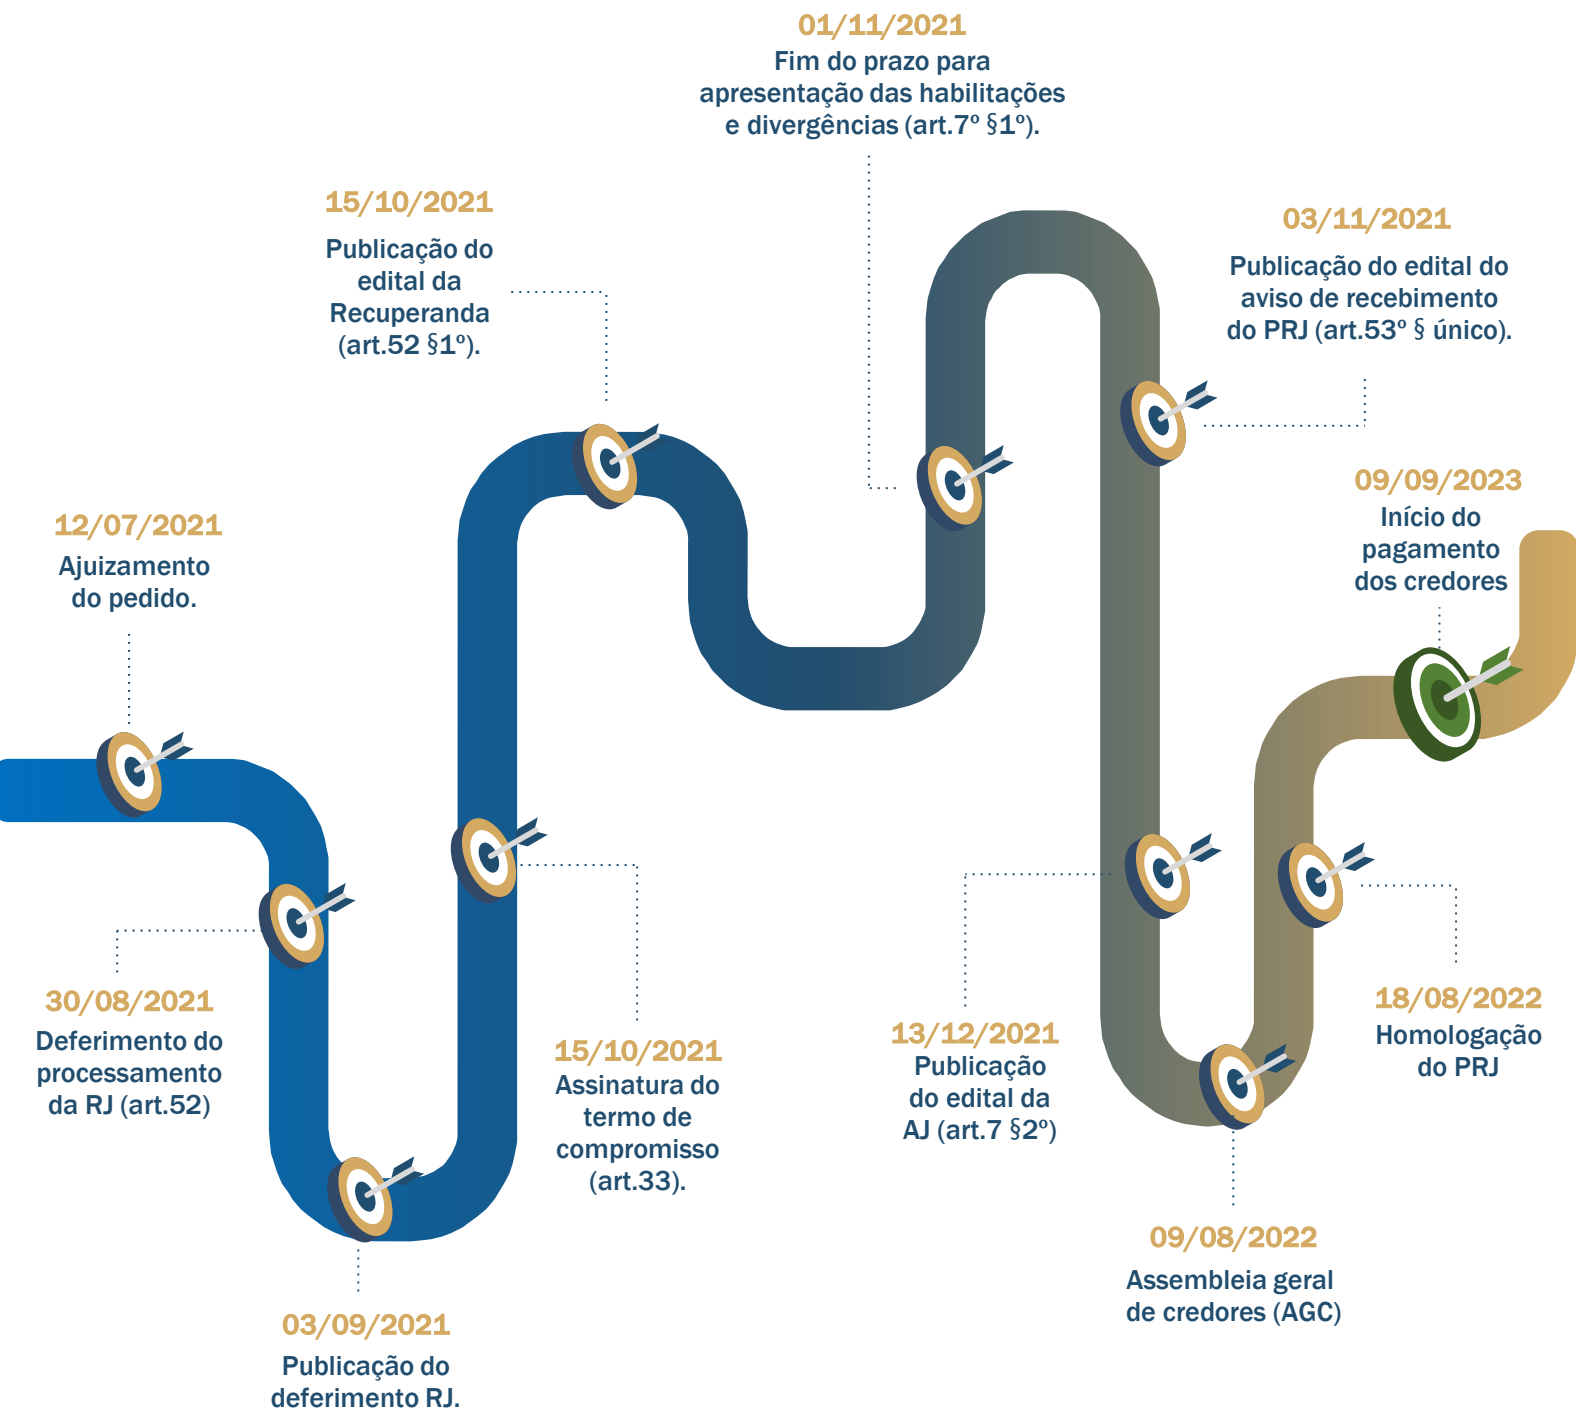 12/07/2021
Ajuizamento
do pedido.
30/08/2021
Deferimento do
processamento
da RJ (art.52)
03/09/2021
Publicação do
deferimento RJ.
15/10/2021
Assinatura do
termo de
compromisso
(art.33).
15/10/2021
Publicação do
edital da
Recuperanda
(art.52 §1º).
01/11/2021
Fim do prazo para
apresentação das habilitações
e divergências (art.7º §1º).
03/11/2021
Publicação do edital do
aviso de recebimento
do PRJ (art.53º § único).
13/12/2021
Publicação
do edital da
AJ (art.7 §2º)
09/08/2022
Assembleia geral
de credores (AGC)
18/08/2022
Homologação
do PRJ
09/09/2023
Início do
pagamento
dos credores